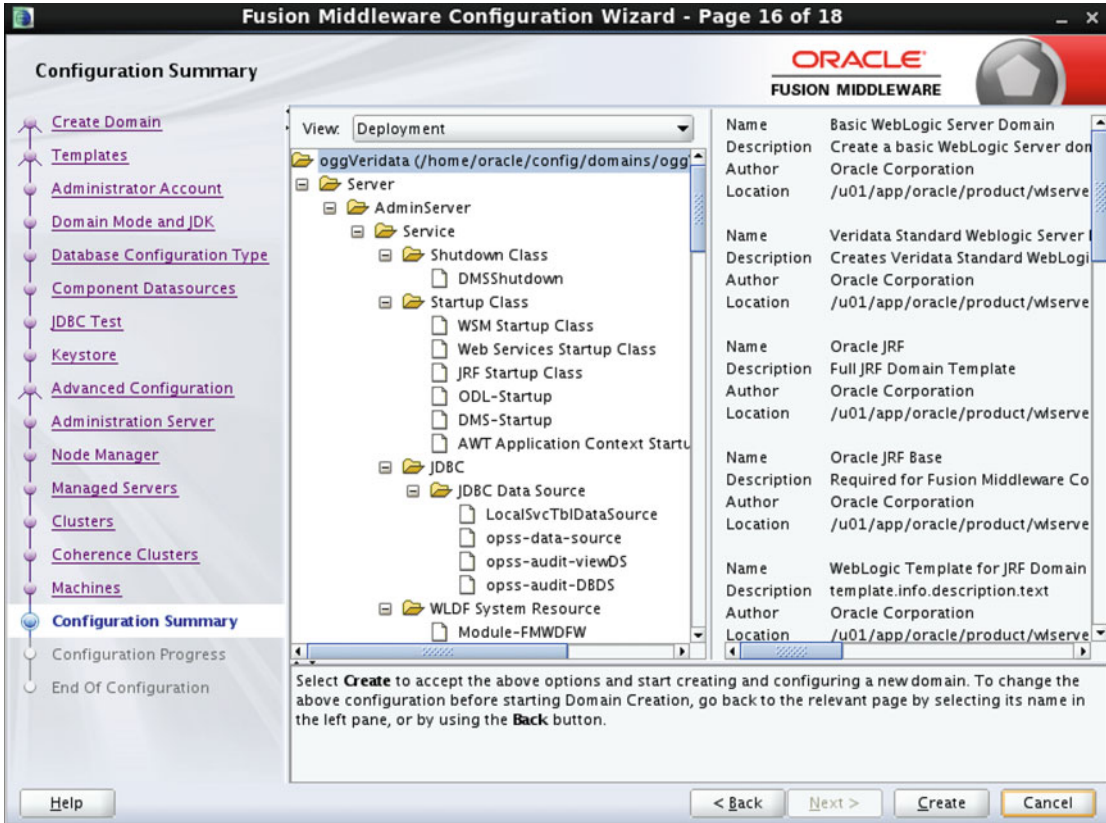 Fusion Middleware Configuration Wizard - Page 16 of 18
Configuration Summary
ORACLE
FUSION MIDDLEWARE
Create Domain
Templates
Administrator Account
Domain Mode and JDK
Database Configuration Type
Component Datasources
JDBC Test
Keystore
Advanced Configuration
Administration Server
Node Manager
Managed Servers
Clusters
Coherence Clusters
Machines
Configuration Summary
Configuration Progress
End Of Configuration
View: Deployment
oggVeridata (/home/oracle/config/domains/ogg
Server
AdminServer
Service
Shutdown Class
DMSShutdown
Startup Class
WSM Startup Class
Web Services Startup Class
JRF Startup Class
ODL-Startup
DMS-Startup
AWT Application Context Startu
JDBC
JDBC Data Source
LocalSvcTblDataSource
opss-data-source
opss-audit-viewDS
opss-audit-DBDS
WLDF System Resource
Module-FMWDFW
Name Basic WebLogic Server Domain
Description Create a basic WebLogic Server don
Author Oracle Corporation
Location /u01/app/oracle/product/wlserve
Name Veridata Standard Weblogic Server
Description Creates Veridata Standard WebLogi
Author Oracle Corporation
Location /u01/app/oracle/product/wlserve
Name Oracle JRF
Description Full JRF Domain Template
Author Oracle Corporation
Location /u01/app/oracle/product/wlserve
Name Oracle JRF Base
Description Required for Fusion Middleware Co
Author Oracle Corporation
Location /u01/app/oracle/product/wlserve
Name WebLogic Template for JRF Domain
Description template.info.description.text
Author Oracle Corporation
Location /u01/app/oracle/product/wlserve
Select Create to accept the above options and start creating and configuring a new domain. To change the
above configuration before starting Domain Creation, go back to the relevant page by selecting its name in
the left pane, or by using the Back button.
Help
< Back
Next >
Create
Cancel